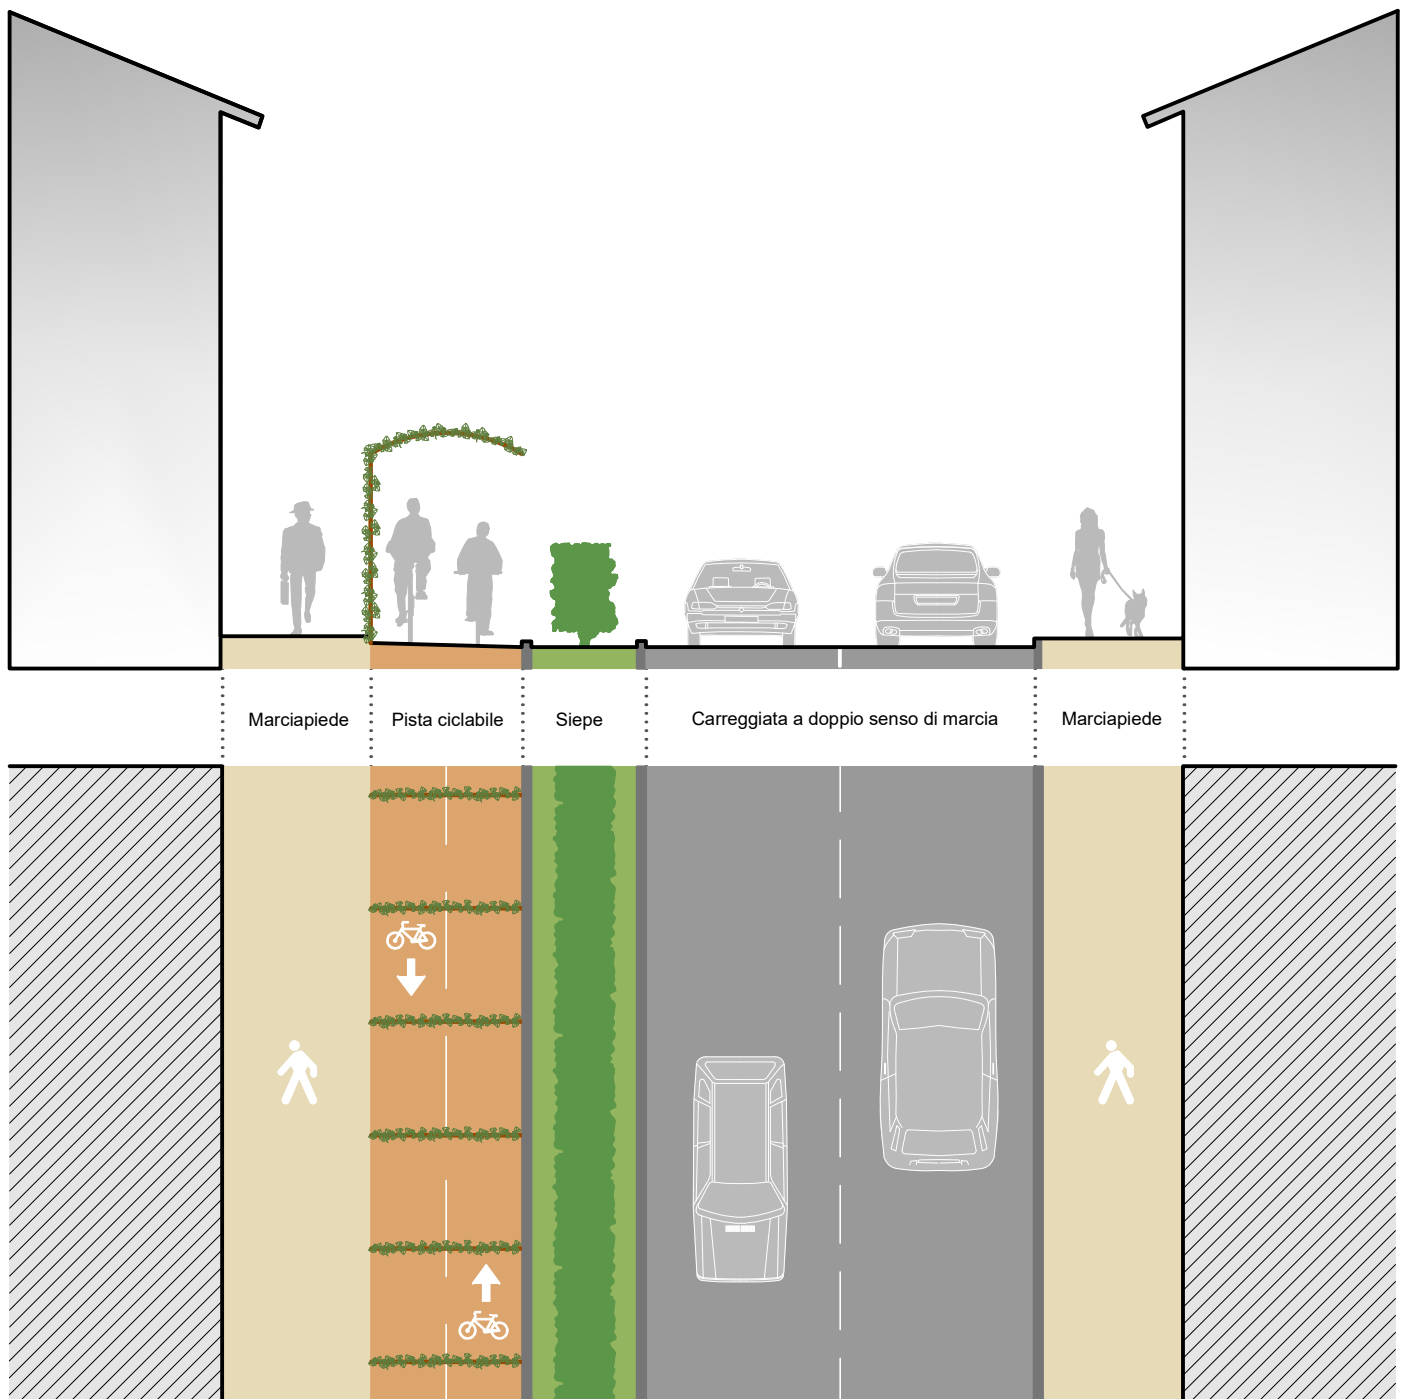 Marciapiede
Pista ciclabile
Siepe
Carreggiata a doppio senso di marcia
Marciapiede